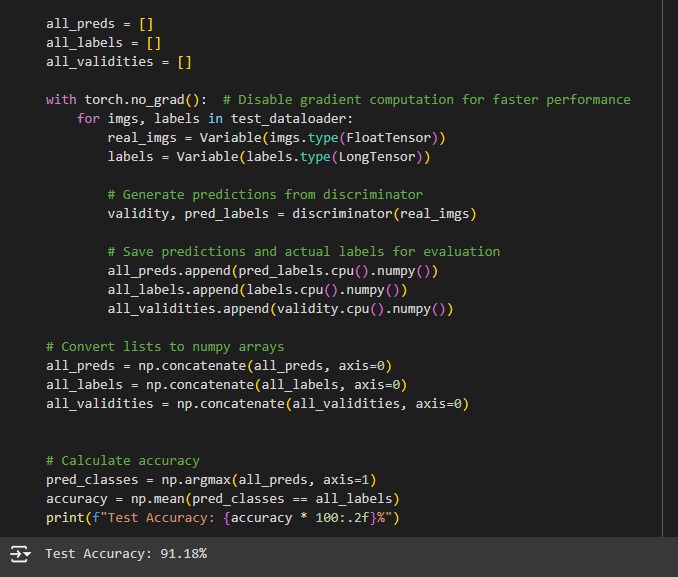 all_preds = []
all_labels = []
all_validities = []
with torch.no_grad():  # Disable gradient computation for faster performance
    for imgs, labels in test_dataloader:
        real_imgs = Variable(imgs.type(FloatTensor))
        labels = Variable(labels.type(LongTensor))
        # Generate predictions from discriminator
        validity, pred_labels = discriminator(real_imgs)
        # Save predictions and actual labels for evaluation
        all_preds.append(pred_labels.cpu().numpy())
        all_labels.append(labels.cpu().numpy())
        all_validities.append(validity.cpu().numpy())
# Convert lists to numpy arrays
all_preds = np.concatenate(all_preds, axis=0)
all_labels = np.concatenate(all_labels, axis=0)
all_validities = np.concatenate(all_validities, axis=0)
# Calculate accuracy
pred_classes = np.argmax(all_preds, axis=1)
accuracy = np.mean(pred_classes == all_labels)
print(f"Test Accuracy: {accuracy * 100:.2f}%")
Test Accuracy: 91.18%